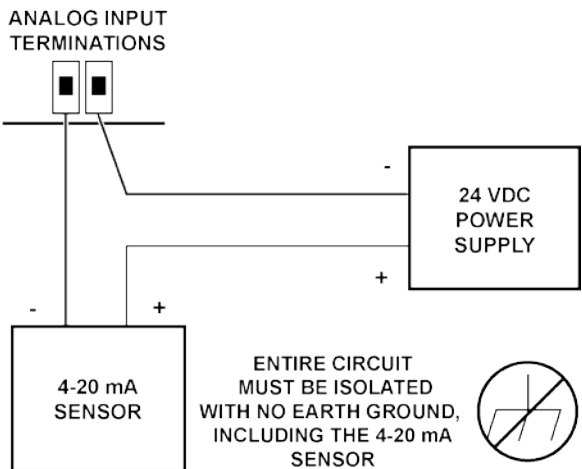 ANALOG INPUT
TERMINATIONS
-
24 VDC
POWER
SUPPLY
+
-
+
4-20 mA
SENSOR
ENTIRE CIRCUIT
MUST BE ISOLATED
WITH NO EARTH GROUND,
INCLUDING THE 4-20 mA
SENSOR